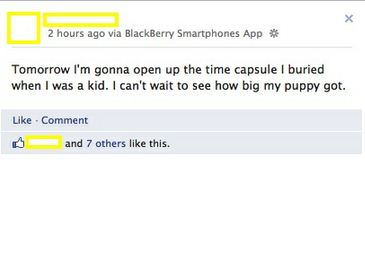 2 hours ago via BlackBerry Smartphones App
Tomorrow I'm gonna open up the time capsule I buried
when I was a kid. I can't wait to see how big my puppy got.
Like · Comment
and 7 others like this.